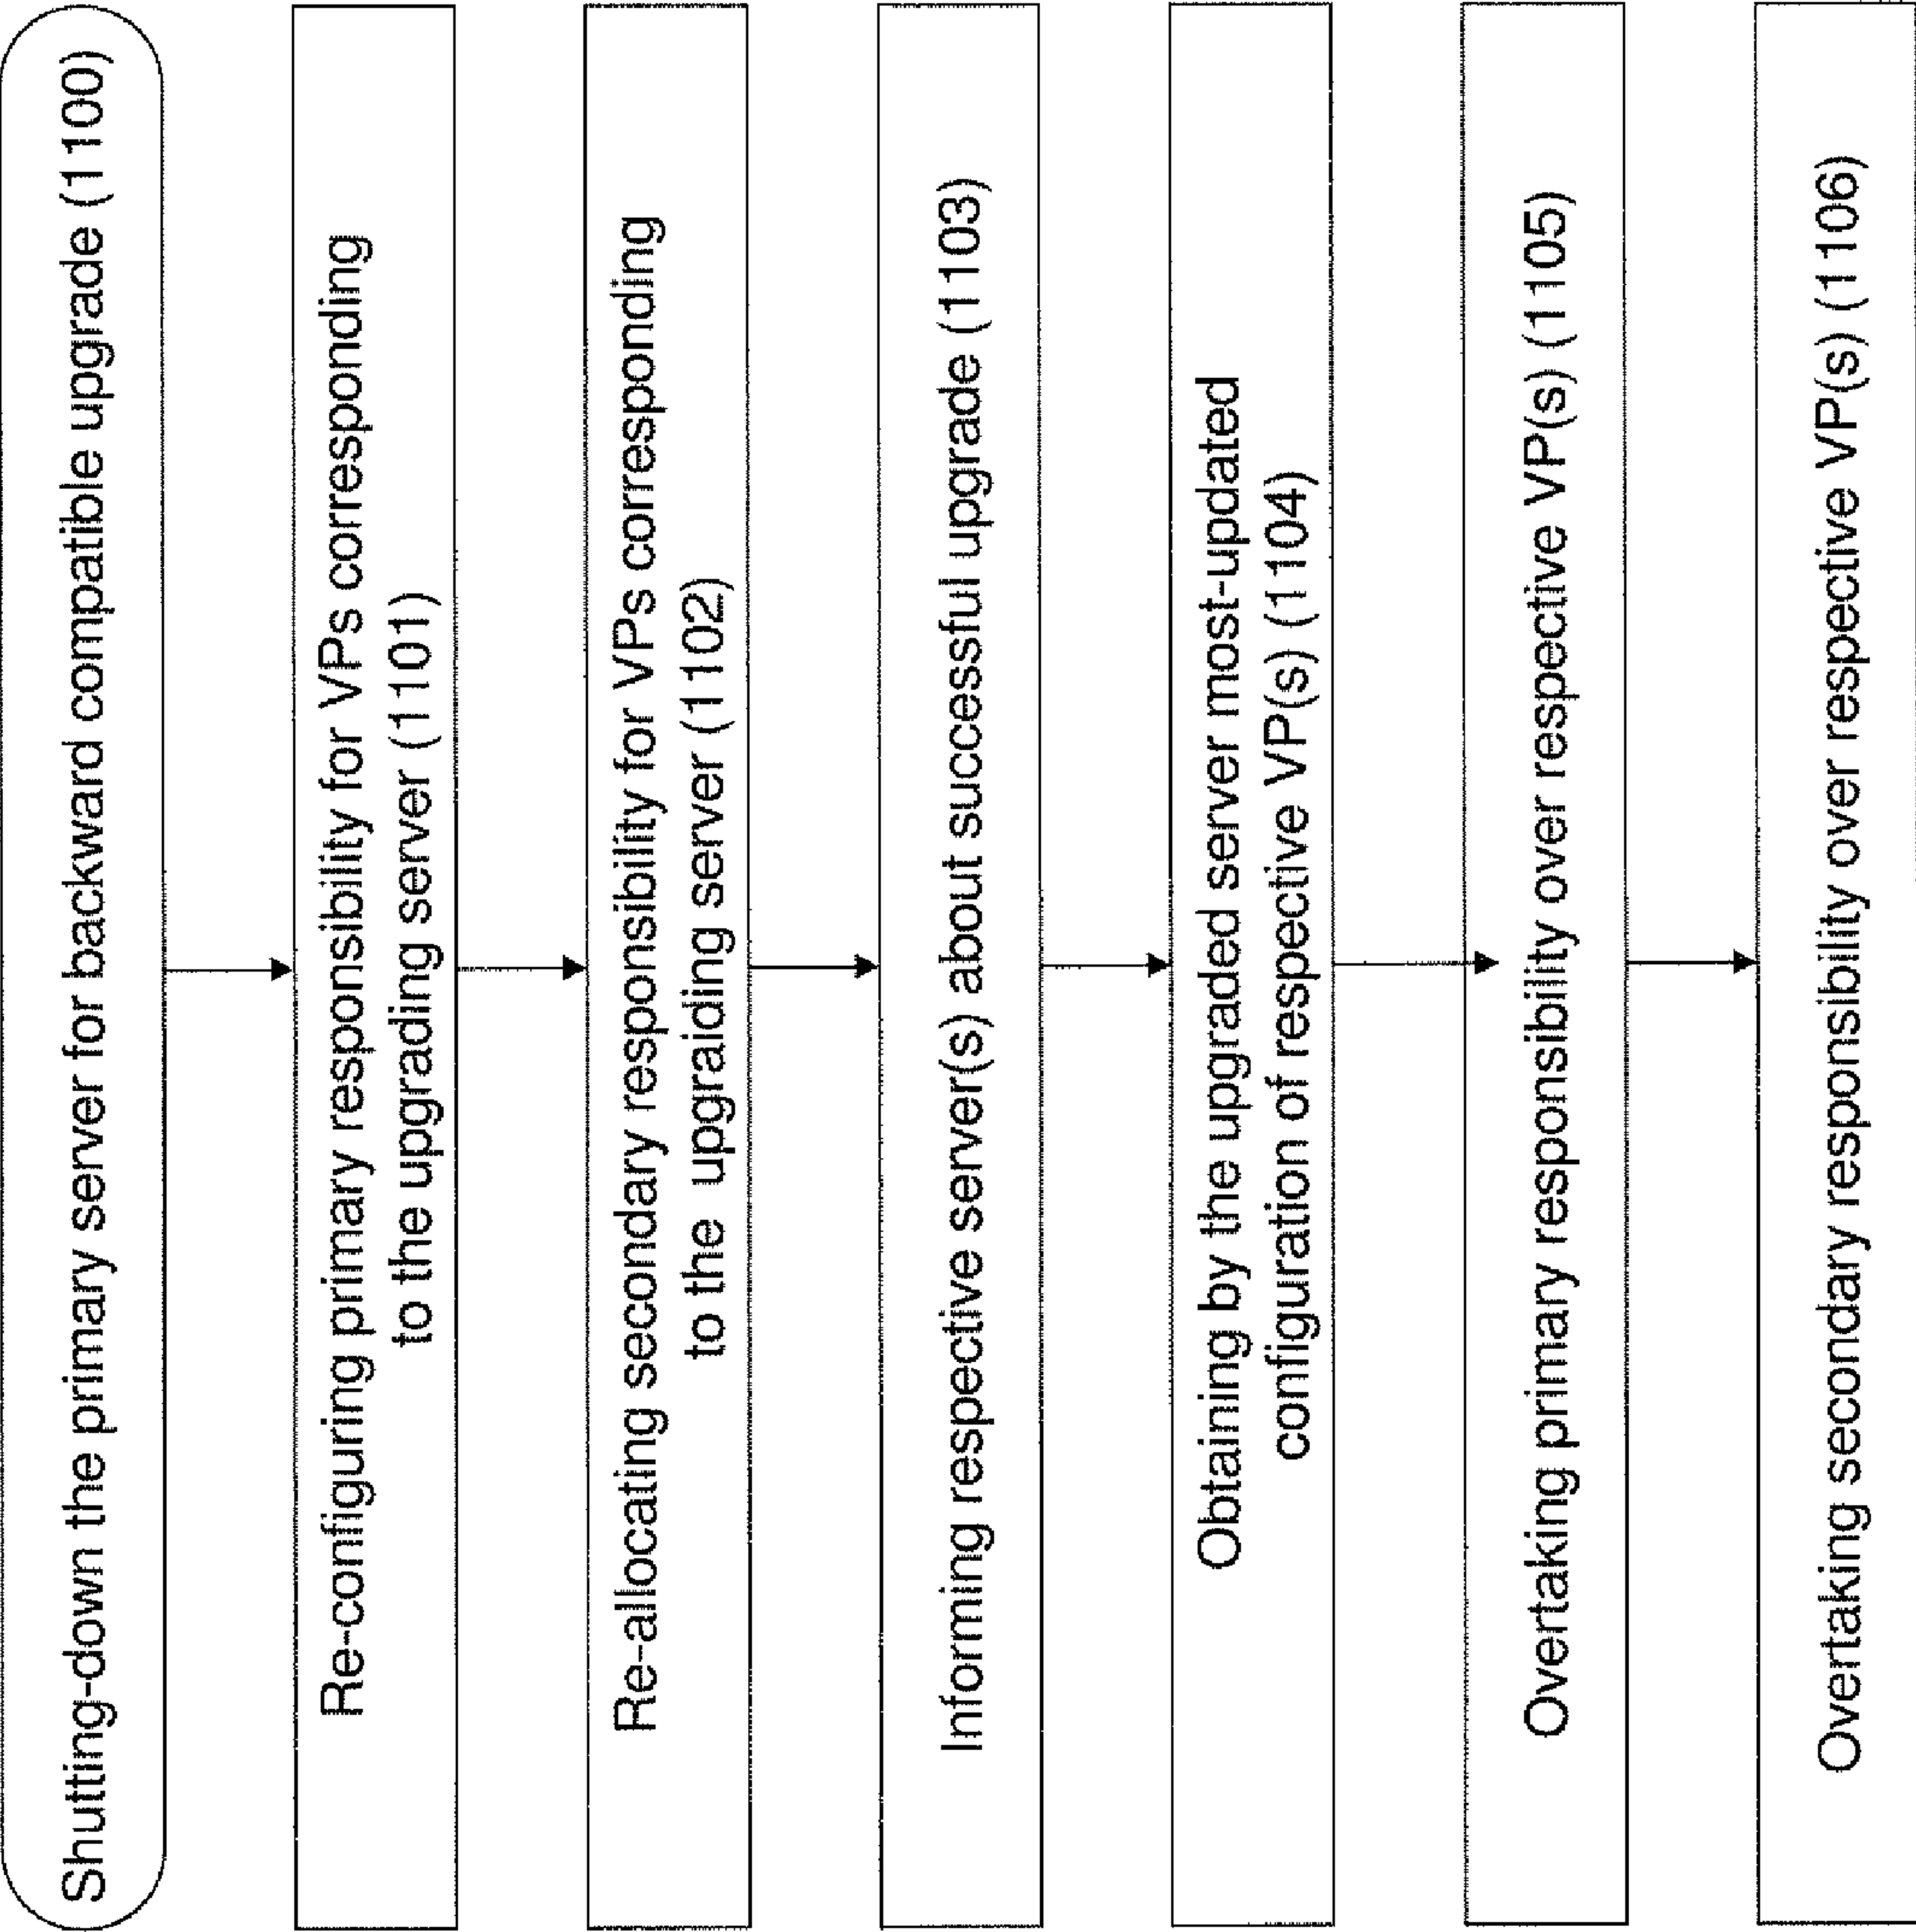 Shutting-down the primary server for backward compatible upgrade (1100)
Re-configuring primary responsibility for VPs corresponding
to the upgrading server (1101)
Re-allocating secondary responsibility for VPs corresponding
to the upgraiding server (1102)
Informing respective server(s) about successful upgrade (1103)
Obtaining by the upgraded server most-updated
configuration of respective VP(s) (1104)
Overtaking primary responsibility over respective VP(s) (1105)
Overtaking secondary responsibility over respective VP(s) (1106)